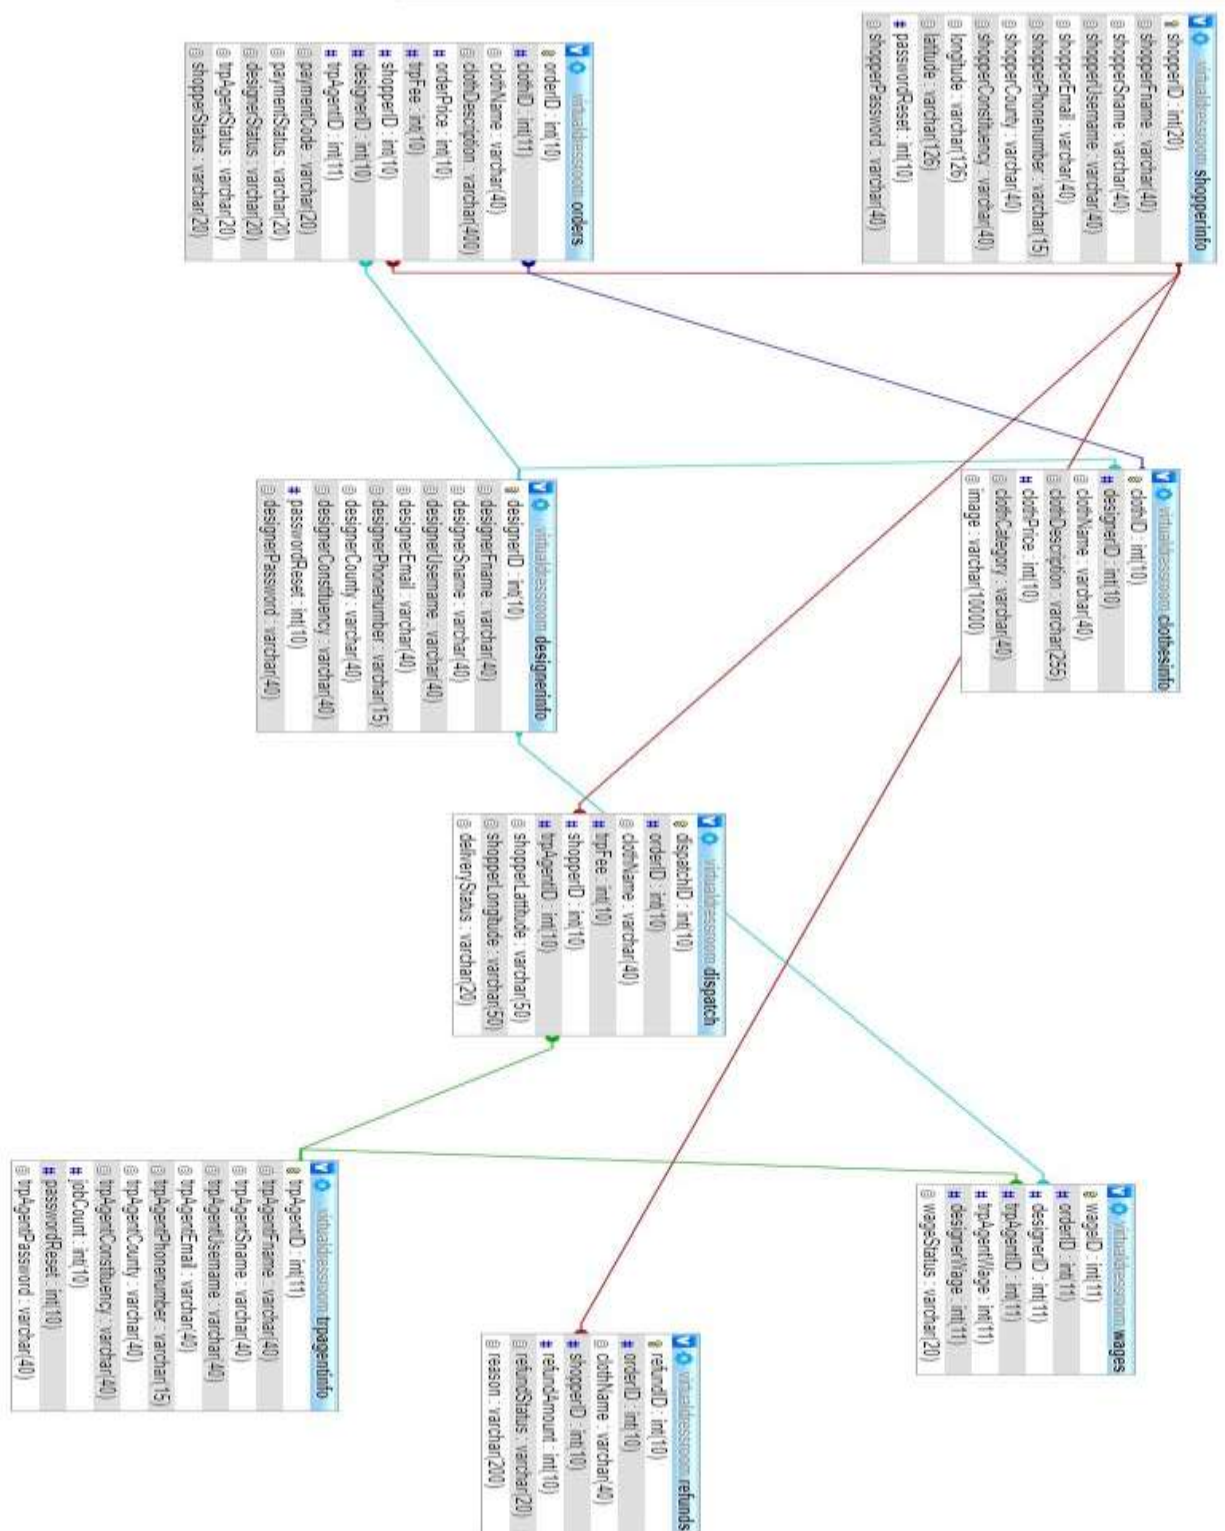 virtualdressroom shopperinfo
shopperID : int(20)
shopperFname : varchar(40)
shopperSname : varchar(40)
shopperUsername : varchar(40)
shopperEmail : varchar(40)
shopperPhonenumber : varchar(15)
shopperCounty : varchar(40)
shopperConstituency : varchar(40)
longitude : varchar(126)
lattitude : varchar(126)
# passwordReset : int(10)
shopperPassword : varchar(40)
virtualdressroom clothesinfo
clothID : int(10)
# designerID : int(10)
clothName : varchar(40)
clothDescription : varchar(255)
# clothPrice : int(10)
clothCategory : varchar(40)
image : varchar(1000)
virtualdressroom wages
wageID : int(11)
# orderID : int(11)
# designerID : int(11)
# trpAgentID : int(11)
# trpAgentWage : int(11)
# designerWage : int(11)
wageStatus : varchar(20)
virtualdressroom dispatch
dispatchID : int(10)
# orderID : int(10)
clothName : varchar(40)
# trpFee : int(10)
# shopperID : int(10)
# trpAgentID : int(10)
shopperLattitude : varchar(50)
shopperLongitude : varchar(50)
deliveryStatus : varchar(20)
virtualdressroom refunds
refundID : int(10)
# orderID : int(10)
clothName : varchar(40)
# shopperID : int(10)
# refundAmount : int(10)
refundStatus : varchar(20)
reason : varchar(200)
virtualdressroom orders
orderID : int(10)
# clothID : int(11)
clothName : varchar(40)
clothDescription : varchar(400)
# orderPrice : int(10)
# trpFee : int(10)
# shopperID : int(10)
# designerID : int(10)
# trpAgentID : int(11)
paymentCode : varchar(20)
paymentStatus : varchar(20)
designerStatus : varchar(20)
trpAgentStatus : varchar(20)
shopperStatus : varchar(20)
virtualdressroom designerinfo
designerID : int(10)
designerFname : varchar(40)
designerSname : varchar(40)
designerUsername : varchar(40)
designerEmail : varchar(40)
designerPhonenumber : varchar(15)
designerCounty : varchar(40)
designerConstituency : varchar(40)
# passwordReset : int(10)
designerPassword : varchar(40)
virtualdressroom trpagentinfo
trpAgentID : int(11)
trpAgentFname : varchar(40)
trpAgentSname : varchar(40)
trpAgentUsername : varchar(40)
trpAgentEmail : varchar(40)
trpAgentPhonenumber : varchar(15)
trpAgentCounty : varchar(40)
trpAgentConstituency : varchar(40)
# jobCount : int(10)
# passwordReset : int(10)
trpAgentPassword : varchar(40)